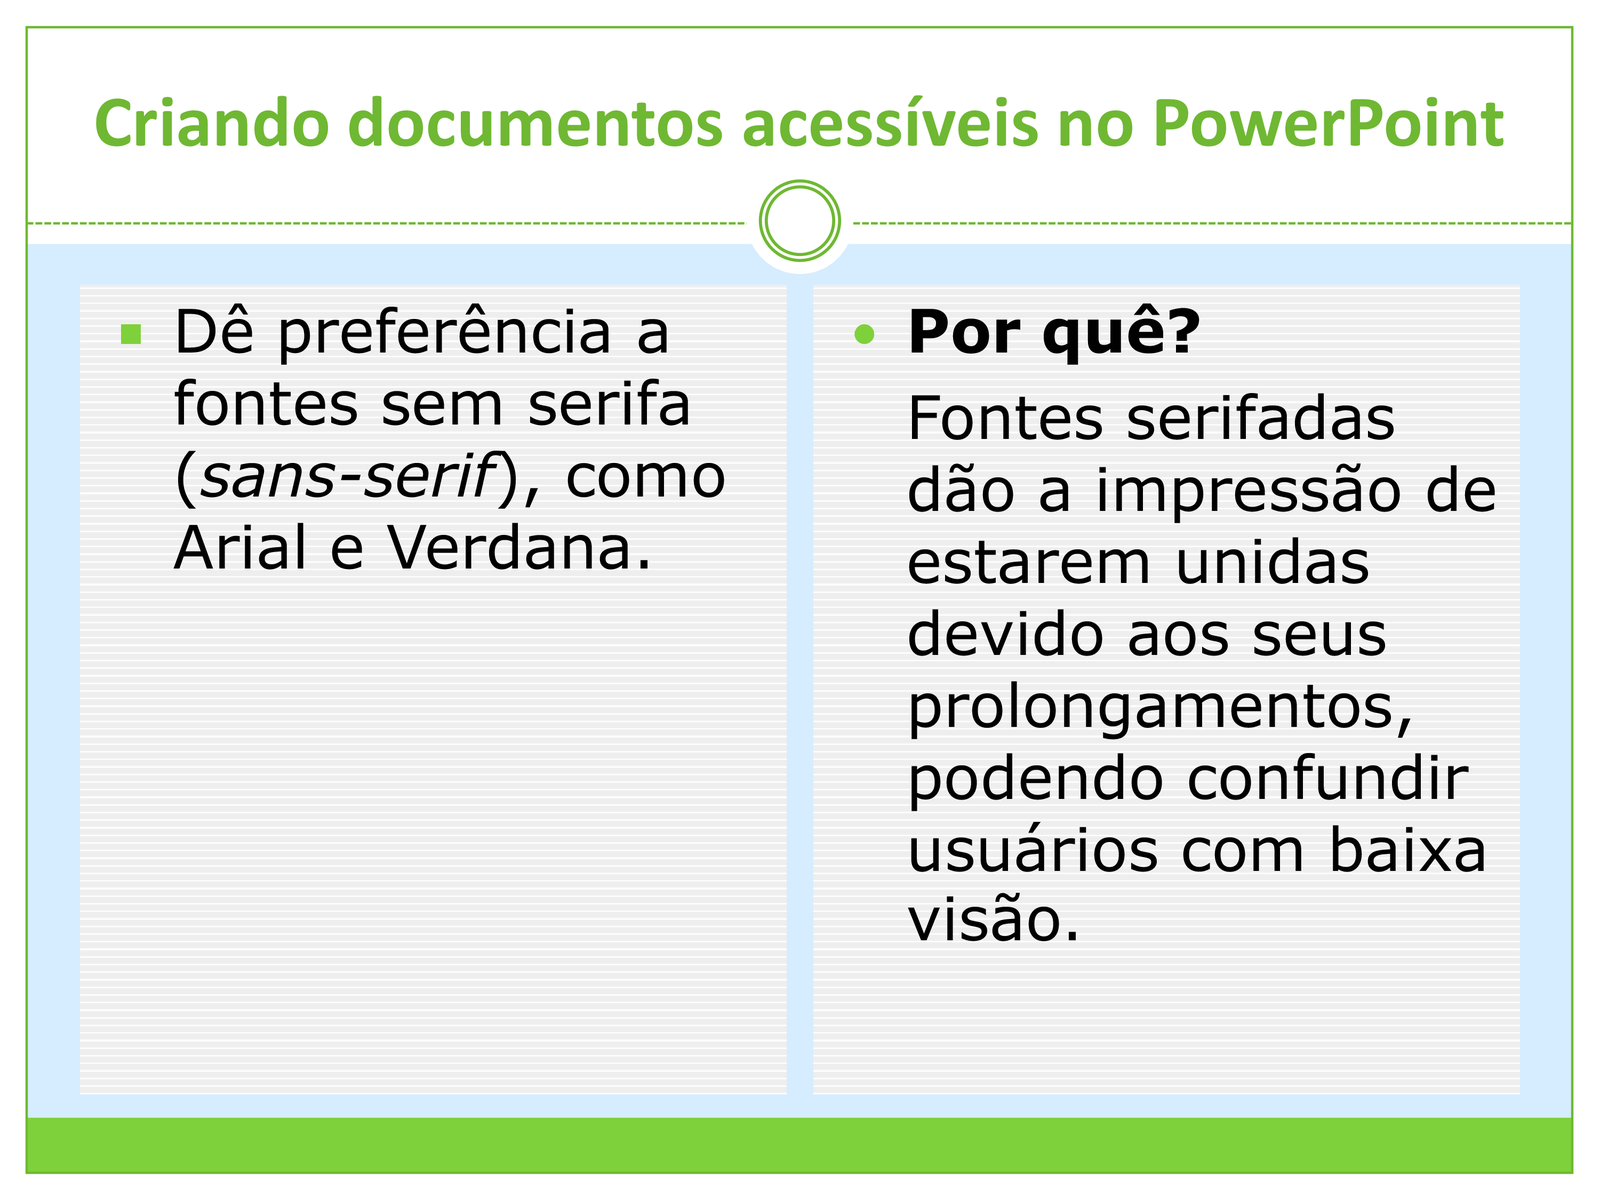 Criando documentos acessíveis no PowerPoint
Dê preferência a
fontes sem serifa
(sans-serif), como
Arial e Verdana.
Por quê?
Fontes serifadas
dão a impressão de
estarem unidas
devido aos seus
prolongamentos,
podendo confundir
usuários com baixa
visão.